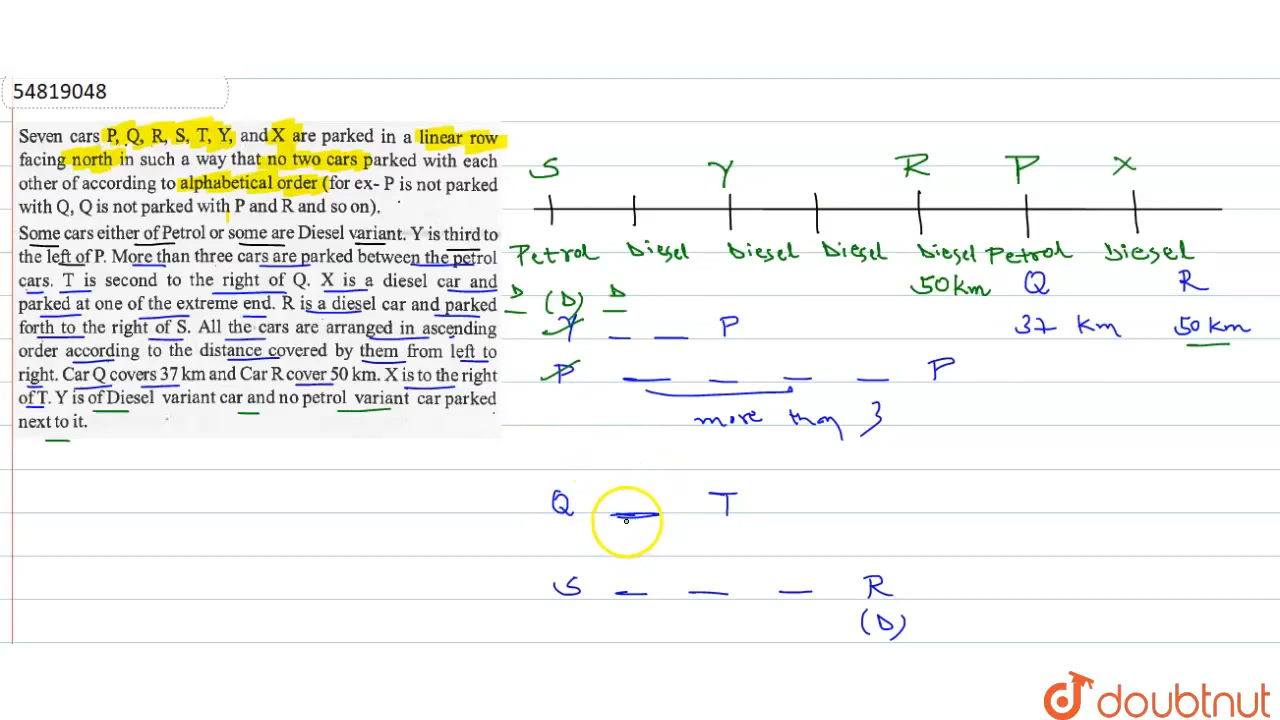 54819048
Seven cars P, Q, R, S, T, Y, and X are parked in a linear row
facing north in such a way that no two cars parked with each
other of according to alphabetical order (for ex- P is not parked
with Q, Q is not parked with P and R and so on).
Some cars either of Petrol or some are Diesel variant. Y is third to
the left of P. More than three cars are parked between the petrol
cars. T is second to the right of Q. X is a diesel car and
parked at one of the extreme end. R is a diesel car and parked
forth to the right of S. All the cars are arranged in ascending
order according to the distance covered by them from left to
right. Car Q covers 37 km and Car R cover 50 km. X is to the right
of T. Y is of Diesel variant car and no petrol variant car parked
next to it.
S Y R P X
Petrol Diesel Diesel Diesel Diesel Petrol Diesel
50km
D (D) D Q R
Y _ _ P 37 km 50 km
P _ _ _ _ P
more than 3
Q _ T
S _ _ _ R
(D)
doubtnut